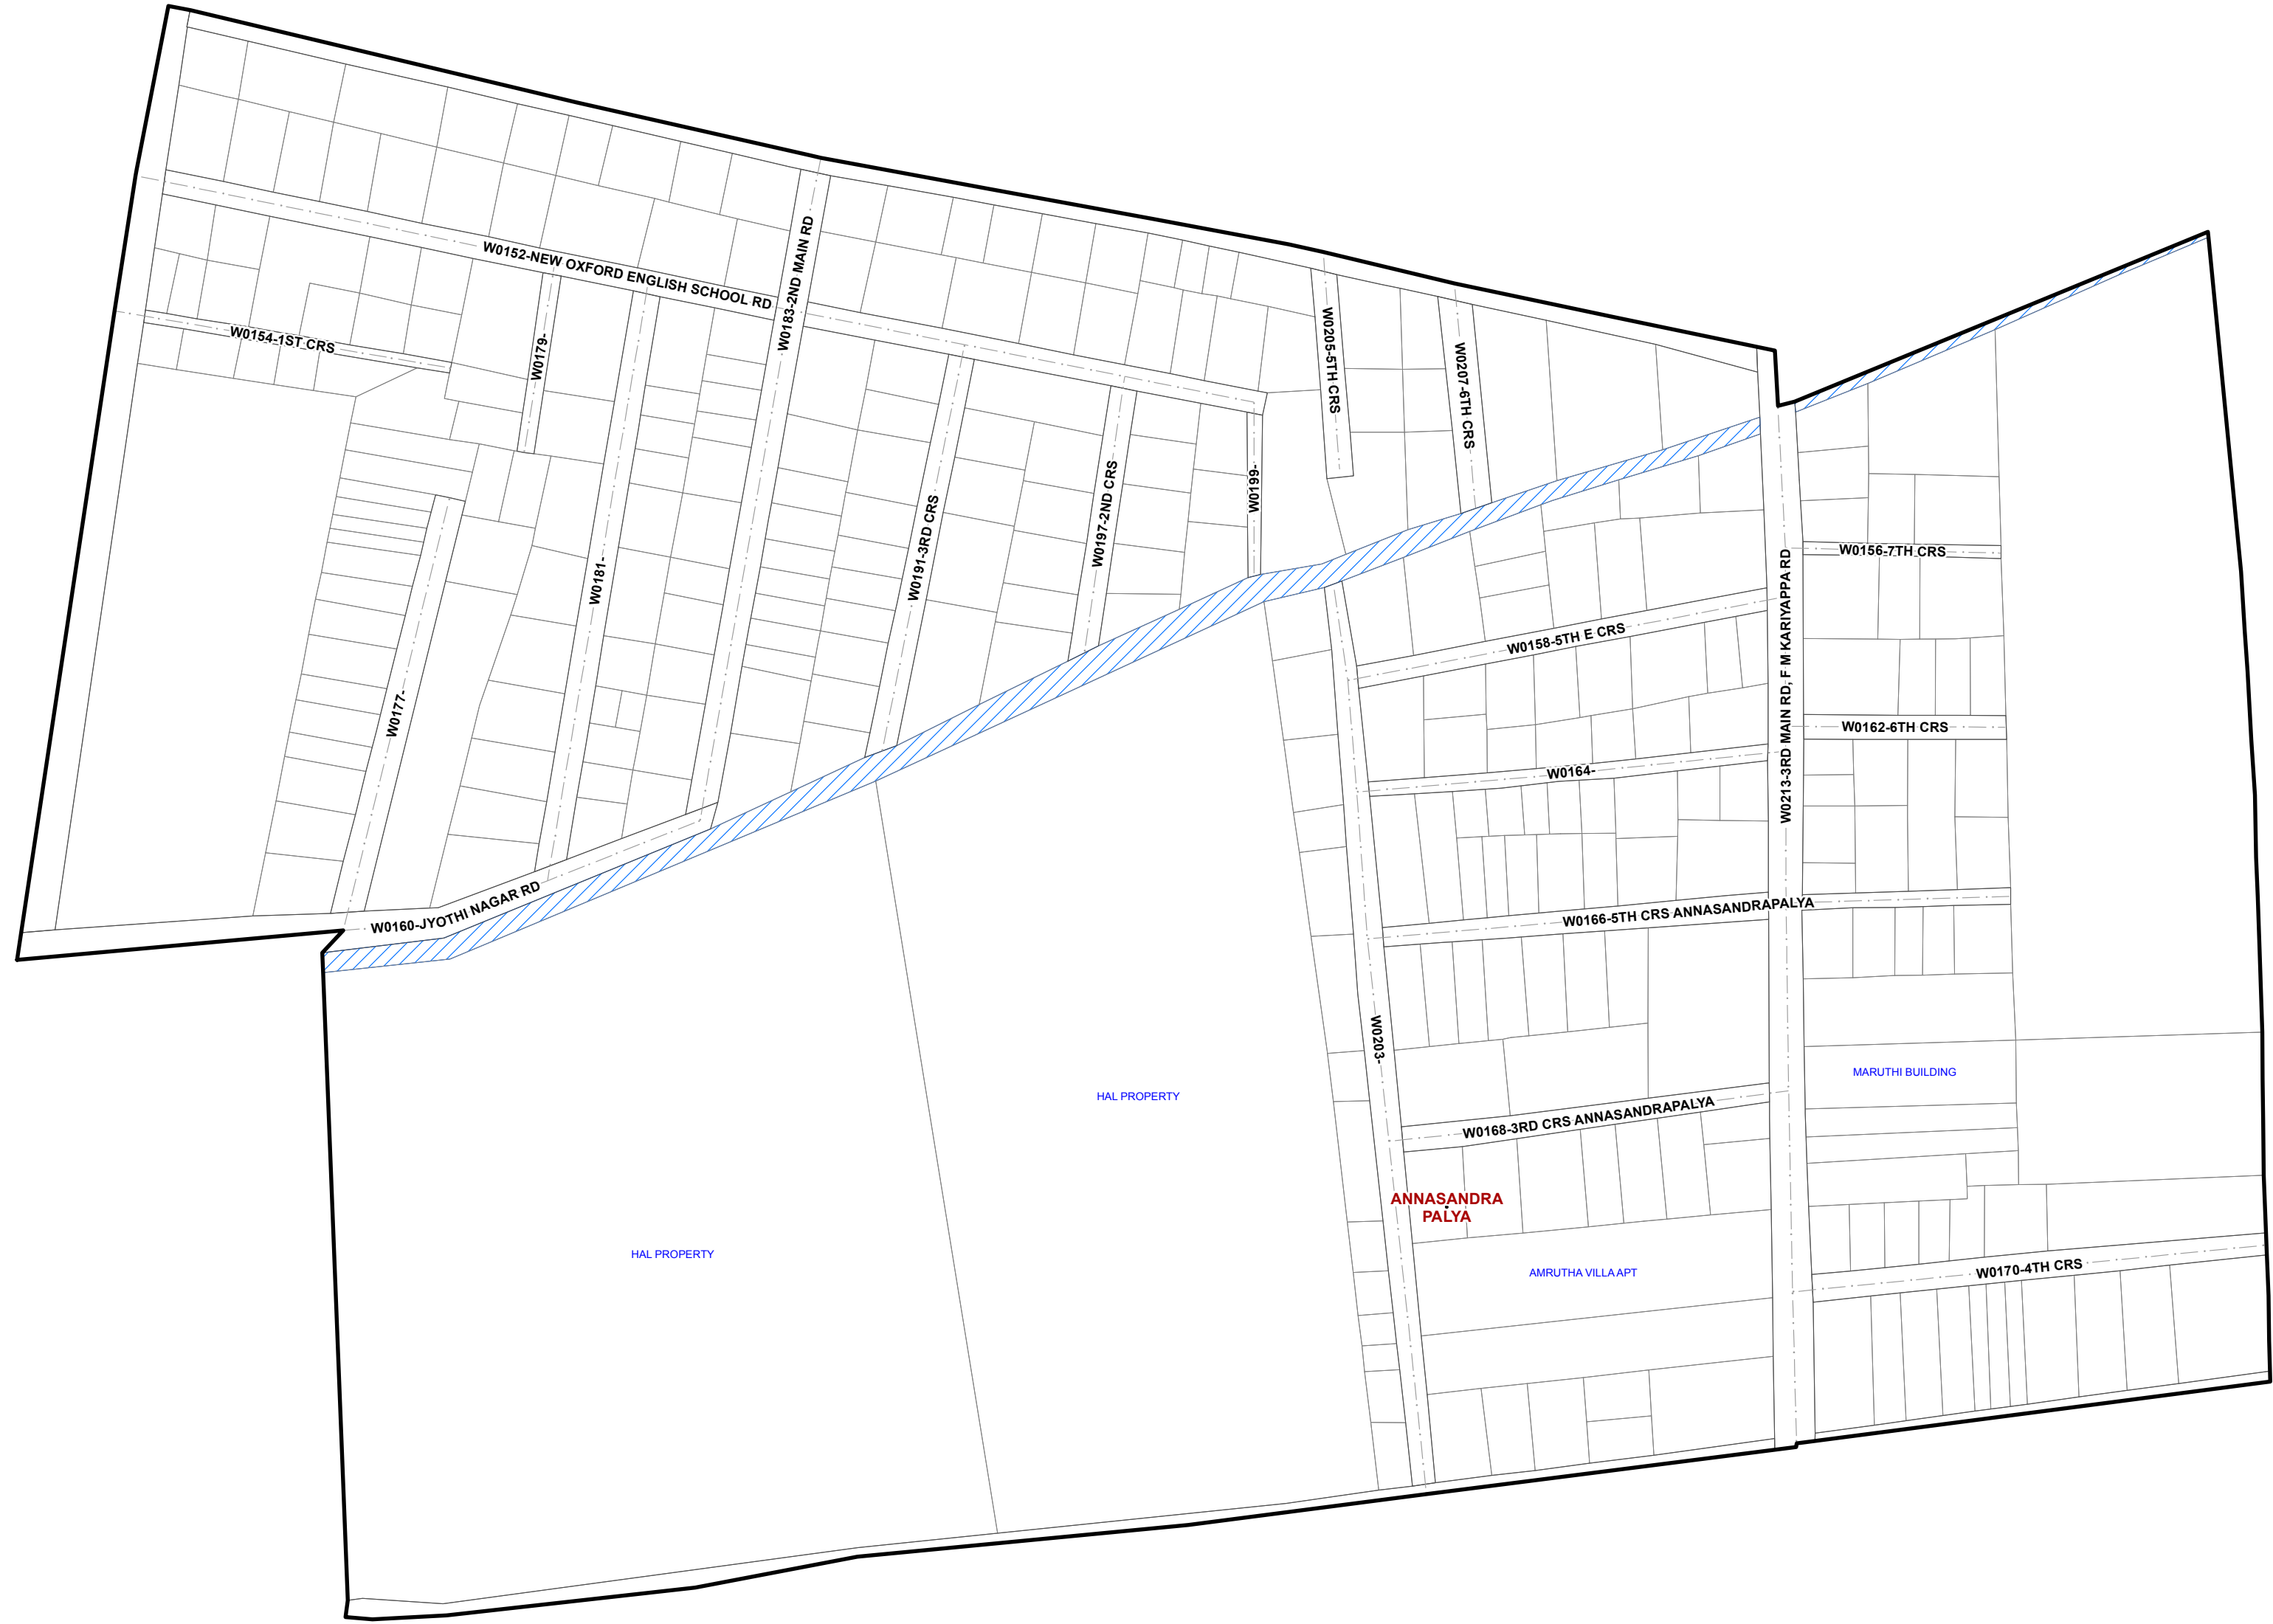 W0152-NEW OXFORD ENGLISH SCHOOL RD
W0183-2ND MAIN RD
W0154-1ST CRS
W0179-
W0205-5TH CRS
W0207-6TH CRS
W0199-
W0197-2ND CRS
W0191-3RD CRS
W0181-
W0177-
W0156-7TH CRS
W0158-5TH E CRS
W0213-3RD MAIN RD, F M KARIYAPPA RD
W0162-6TH CRS
W0164-
W0160-JYOTHI NAGAR RD
W0166-5TH CRS ANNASANDRAPALYA
W0203-
MARUTHI BUILDING
HAL PROPERTY
W0168-3RD CRS ANNASANDRAPALYA
ANNASANDRA
PALYA
HAL PROPERTY
AMRUTHA VILLA APT
W0170-4TH CRS